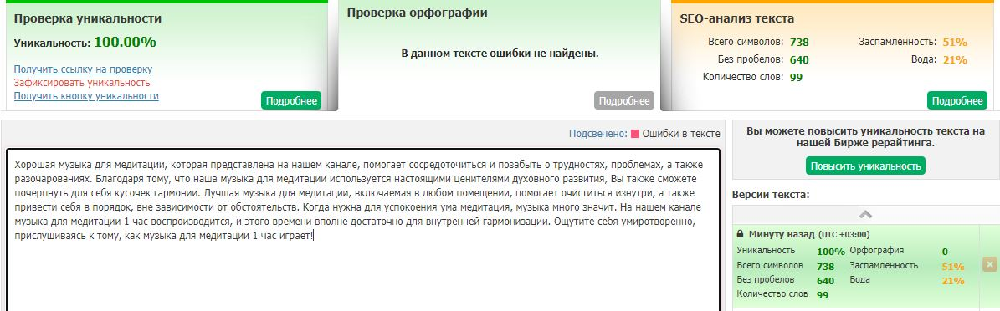 Проверка уникальности
Уникальность: 100.00%
Получить ссылку на проверку
Зафиксировать уникальность
Получить кнопку уникальности
Подробнее
Проверка орфографии
В данном тексте ошибки не найдены.
Подробнее
SEO-анализ текста
Всего символов: 738
Заспамленность: 51%
Без пробелов: 640
Вода: 21%
Количество слов: 99
Подробнее
Подсвечено: Ошибки в тексте
Хорошая музыка для медитации, которая представлена на нашем канале, помогает сосредоточиться и позабыть о трудностях, проблемах, а также
разочарованиях. Благодаря тому, что наша музыка для медитации используется настоящими ценителями духовного развития, Вы также сможете
почерпнуть для себя кусочек гармонии. Лучшая музыка для медитации, включаемая в любом помещении, помогает очиститься изнутри, а также
привести себя в порядок, вне зависимости от обстоятельств. Когда нужна для успокоения ума медитация, музыка много значит. На нашем канале
музыка для медитации 1 час воспроизводится, и этого времени вполне достаточно для внутренней гармонизации. Ощутите себя умиротворенно,
прислушиваясь к тому, как музыка для медитации 1 час играет!
Вы можете повысить уникальность текста на
нашей Бирже рерайтинга.
Повысить уникальность
Версии текста:
Минуту назад (UTC +03:00)
Уникальность 100% Орфография 0
Всего символов 738 Заспамленность 51%
Без пробелов 640 Вода 21%
Количество слов 99